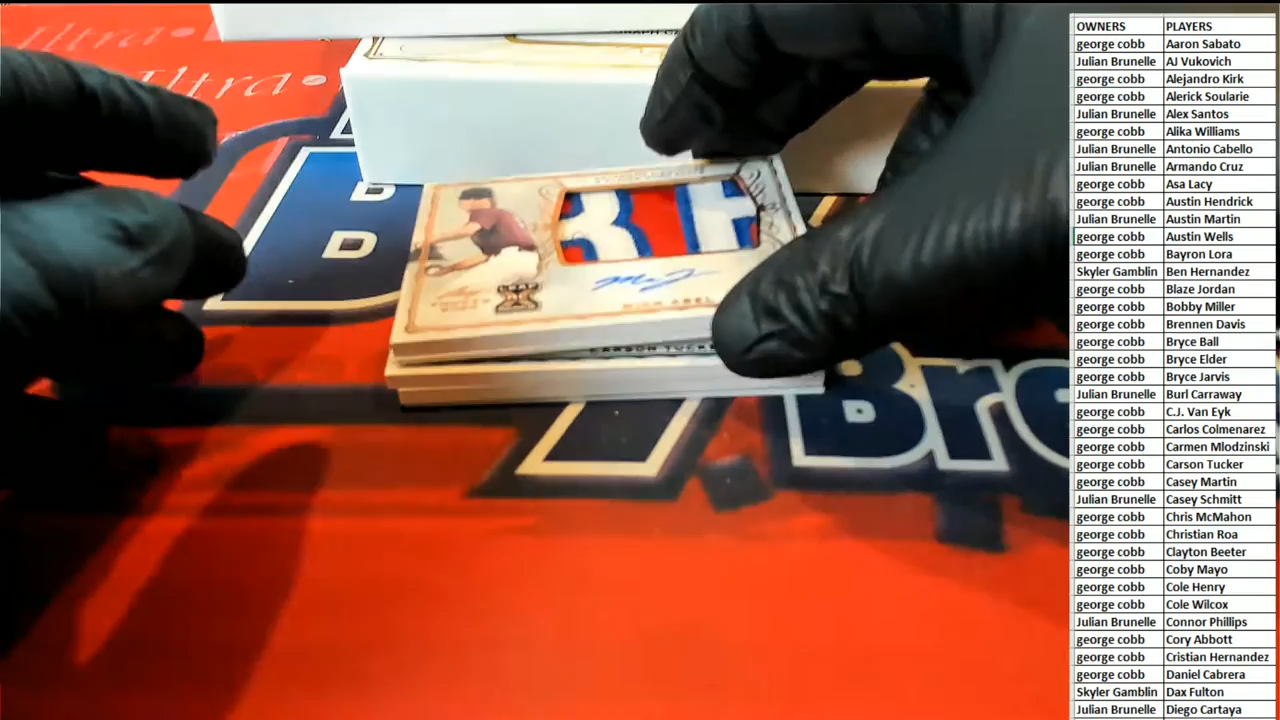 OWNERS PLAYERS
george cobb Aaron Sabato
Julian Brunelle AJ Vukovich
george cobb Alejandro Kirk
george cobb Alerick Soularie
Julian Brunelle Alex Santos
george cobb Alika Williams
Julian Brunelle Antonio Cabello
Julian Brunelle Armando Cruz
george cobb Asa Lacy
george cobb Austin Hendrick
Julian Brunelle Austin Martin
george cobb Austin Wells
george cobb Bayron Lora
Skyler Gamblin Ben Hernandez
george cobb Blaze Jordan
george cobb Bobby Miller
george cobb Brennen Davis
george cobb Bryce Ball
george cobb Bryce Elder
george cobb Bryce Jarvis
Julian Brunelle Burl Carraway
george cobb C.J. Van Eyk
george cobb Carlos Colmenarez
george cobb Carmen Mlodzinski
george cobb Carson Tucker
george cobb Casey Martin
Julian Brunelle Casey Schmitt
george cobb Chris McMahon
george cobb Christian Roa
george cobb Clayton Beeter
george cobb Coby Mayo
george cobb Cole Henry
george cobb Cole Wilcox
Julian Brunelle Connor Phillips
george cobb Cory Abbott
george cobb Cristian Hernandez
george cobb Daniel Cabrera
Skyler Gamblin Dax Fulton
Julian Brunelle Diego Cartaya
Ultra
Ultra
D
MICK ABEL
CARSON TUCK
Bre